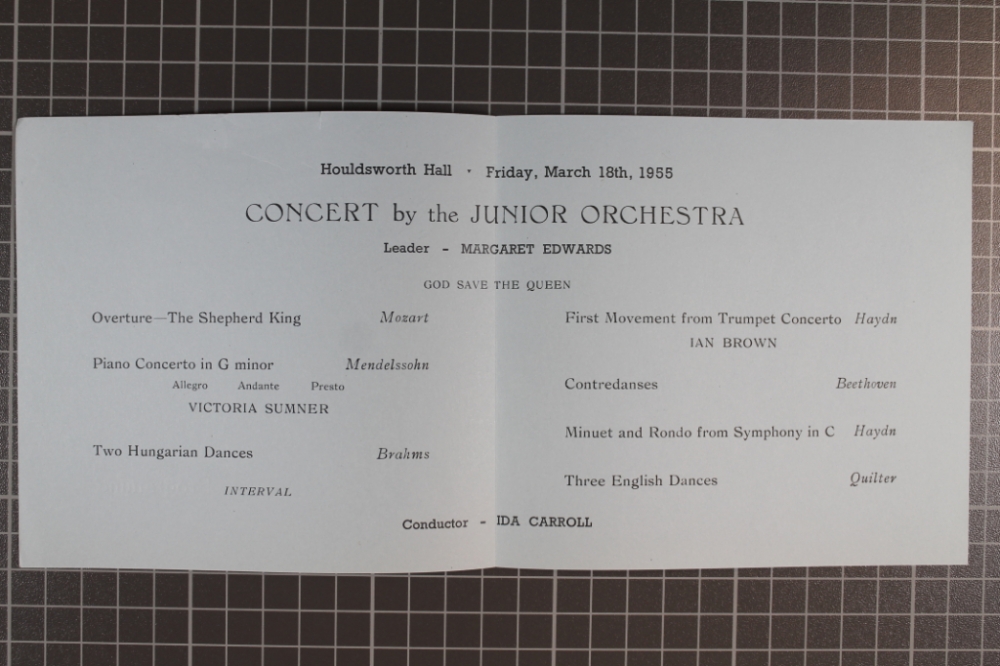 Houldsworth Hall · Friday, March 18th, 1955
CONCERT by the JUNIOR ORCHESTRA
Leader - MARGARET EDWARDS
GOD SAVE THE QUEEN
Overture—The Shepherd King Mozart
Piano Concerto in G minor Mendelssohn
Allegro Andante Presto
VICTORIA SUMNER
Two Hungarian Dances Brahms
INTERVAL
First Movement from Trumpet Concerto Haydn
IAN BROWN
Contredanses Beethoven
Minuet and Rondo from Symphony in C Haydn
Three English Dances Quilter
Conductor - IDA CARROLL